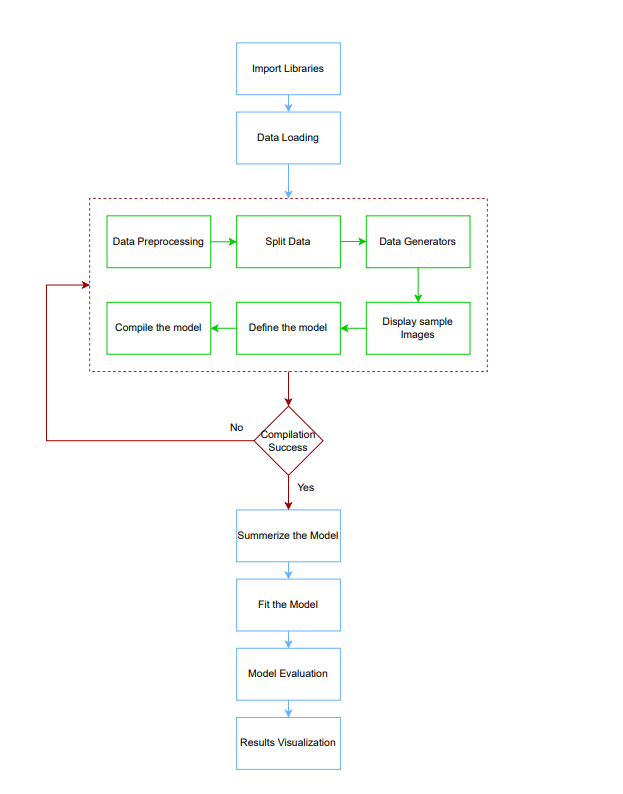 Import Libraries
Data Loading
Data Preprocessing
Split Data
Data Generators
Display sample
Images
Define the model
Compile the model
Compilation
Success
No
Yes
Summerize the Model
Fit the Model
Model Evaluation
Results Visualization